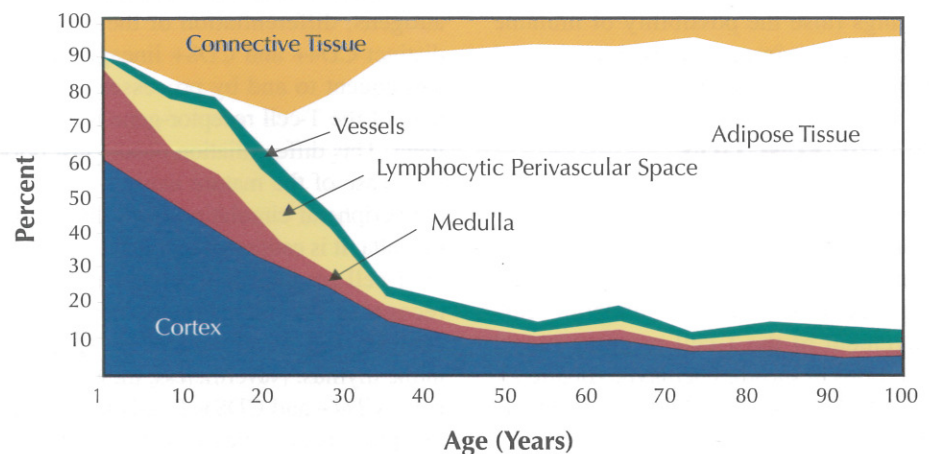 100
90
80
70
60
50
40
30
20
10
Percent
Connective Tissue
Vessels
Adipose Tissue
Lymphocytic Perivascular Space
Medulla
Cortex
1 10 20 30 40 50 60 70 80 90 100
Age (Years)